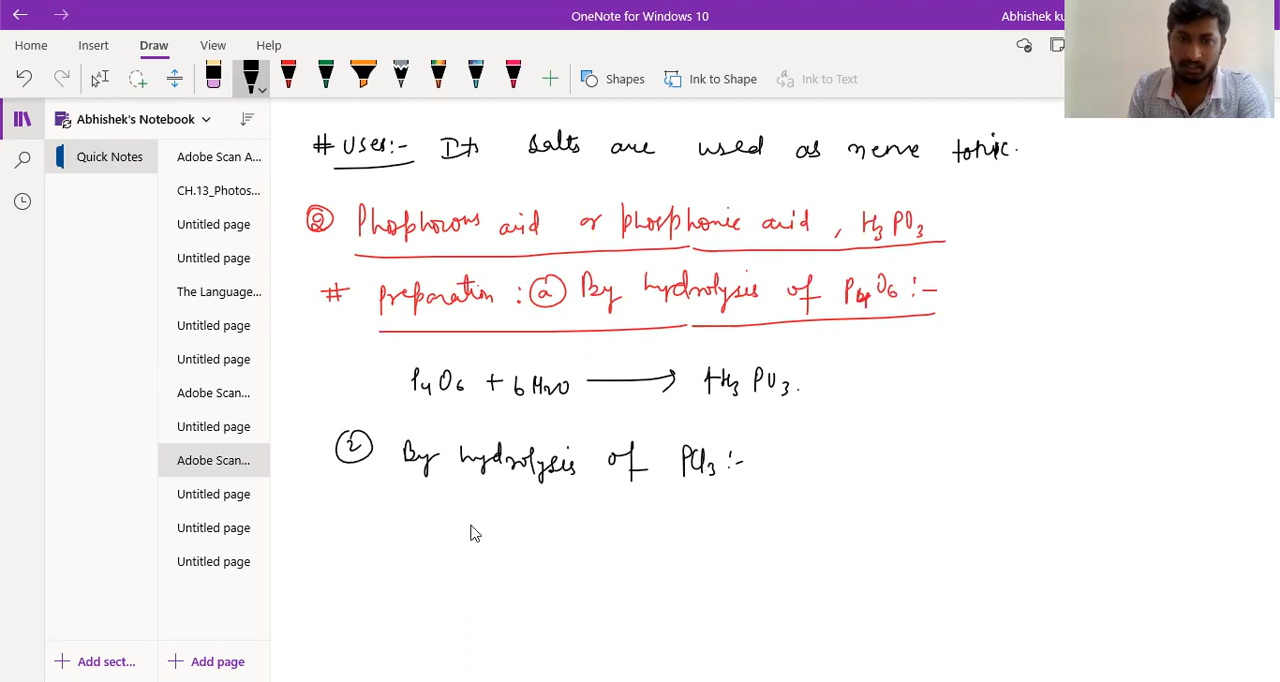 OneNote for Windows 10
Abhishek ku
Home Insert Draw View Help
Shapes Ink to Shape Ink to Text
Abhishek's Notebook
Quick Notes
Adobe Scan A...
CH.13_Photos...
Untitled page
Untitled page
The Language...
Untitled page
Untitled page
Adobe Scan...
Untitled page
Adobe Scan...
Untitled page
Untitled page
Untitled page
Add sect... Add page
# Uses:- Its salts are used as nerve tonic.
② Phosphorous acid or phosphonic acid, H₃PO₃
# Preparation : ⓐ By hydrolysis of P₄O₆ :-
P₄O₆ + 6H₂O ⟶ 4H₃PO₃.
② By hydrolysis of PCl₃ :-